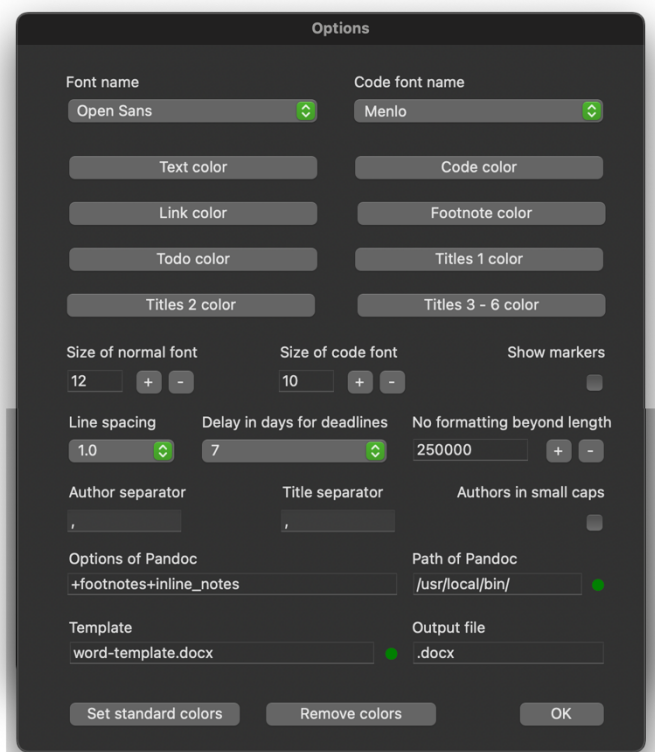 Options
Font name Code font name
Open Sans Menlo
Text color Code color
Link color Footnote color
Todo color Titles 1 color
Titles 2 color Titles 3 - 6 color
Size of normal font Size of code font Show markers
12 + - 10 + -
Line spacing Delay in days for deadlines No formatting beyond length
1.0 7 250000 + -
Author separator Title separator Authors in small caps
, ,
Options of Pandoc Path of Pandoc
+footnotes+inline_notes /usr/local/bin/
Template Output file
word-template.docx .docx
Set standard colors Remove colors OK